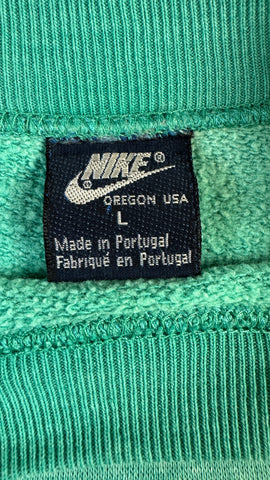 NIKE®
®
OREGON USA
L
Made in Portugal
Fabriqué en Portugal